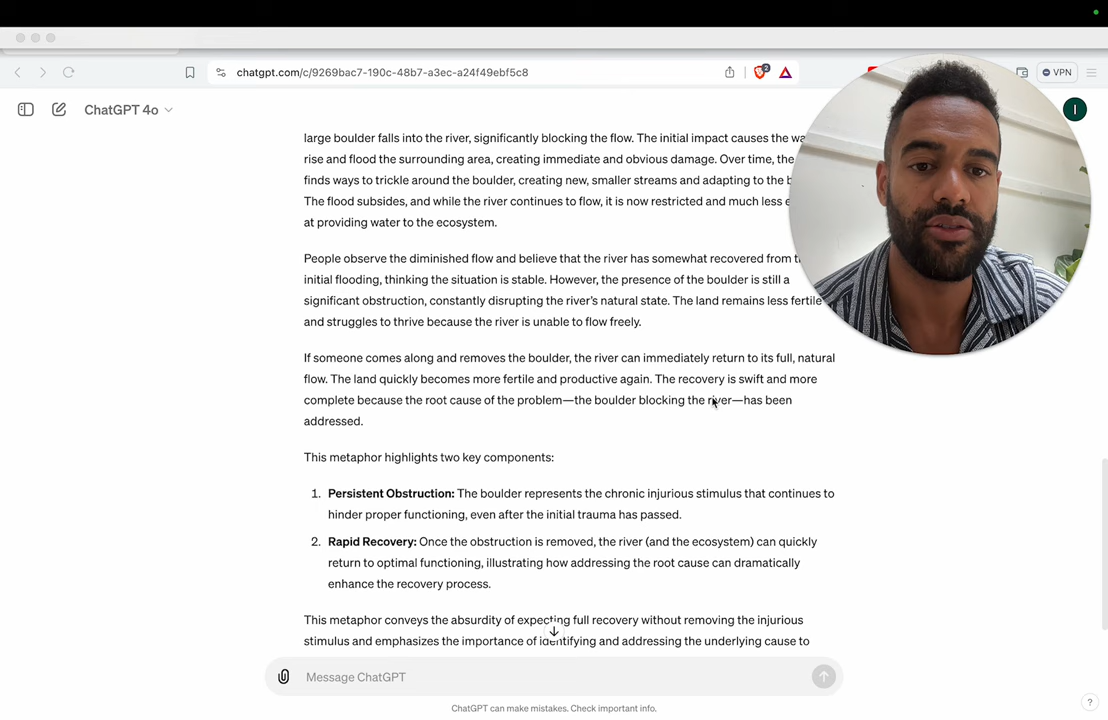 chatgpt.com/c/9269bac7-190c-48b7-a3ec-a24f49ebf5c8
2
VPN
ChatGPT 4o
I
large boulder falls into the river, significantly blocking the flow. The initial impact causes the
rise and flood the surrounding area, creating immediate and obvious damage. Over time, the
finds ways to trickle around the boulder, creating new, smaller streams and adapting to the
The flood subsides, and while the river continues to flow, it is now restricted and much less
at providing water to the ecosystem.
People observe the diminished flow and believe that the river has somewhat recovered from
initial flooding, thinking the situation is stable. However, the presence of the boulder is still a
significant obstruction, constantly disrupting the river's natural state. The land remains less fertile
and struggles to thrive because the river is unable to flow freely.
If someone comes along and removes the boulder, the river can immediately return to its full, natural
flow. The land quickly becomes more fertile and productive again. The recovery is swift and more
complete because the root cause of the problem—the boulder blocking the river—has been
addressed.
This metaphor highlights two key components:
1. Persistent Obstruction: The boulder represents the chronic injurious stimulus that continues to
hinder proper functioning, even after the initial trauma has passed.
2. Rapid Recovery: Once the obstruction is removed, the river (and the ecosystem) can quickly
return to optimal functioning, illustrating how addressing the root cause can dramatically
enhance the recovery process.
This metaphor conveys the absurdity of expecting full recovery without removing the injurious
stimulus and emphasizes the importance of identifying and addressing the underlying cause to
Message ChatGPT
ChatGPT can make mistakes. Check important info.
?